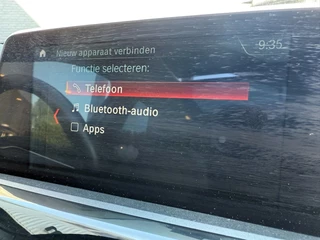 Nieuw apparaat verbinden
9:35
Functie selecteren:
Telefoon
Bluetooth-audio
Apps